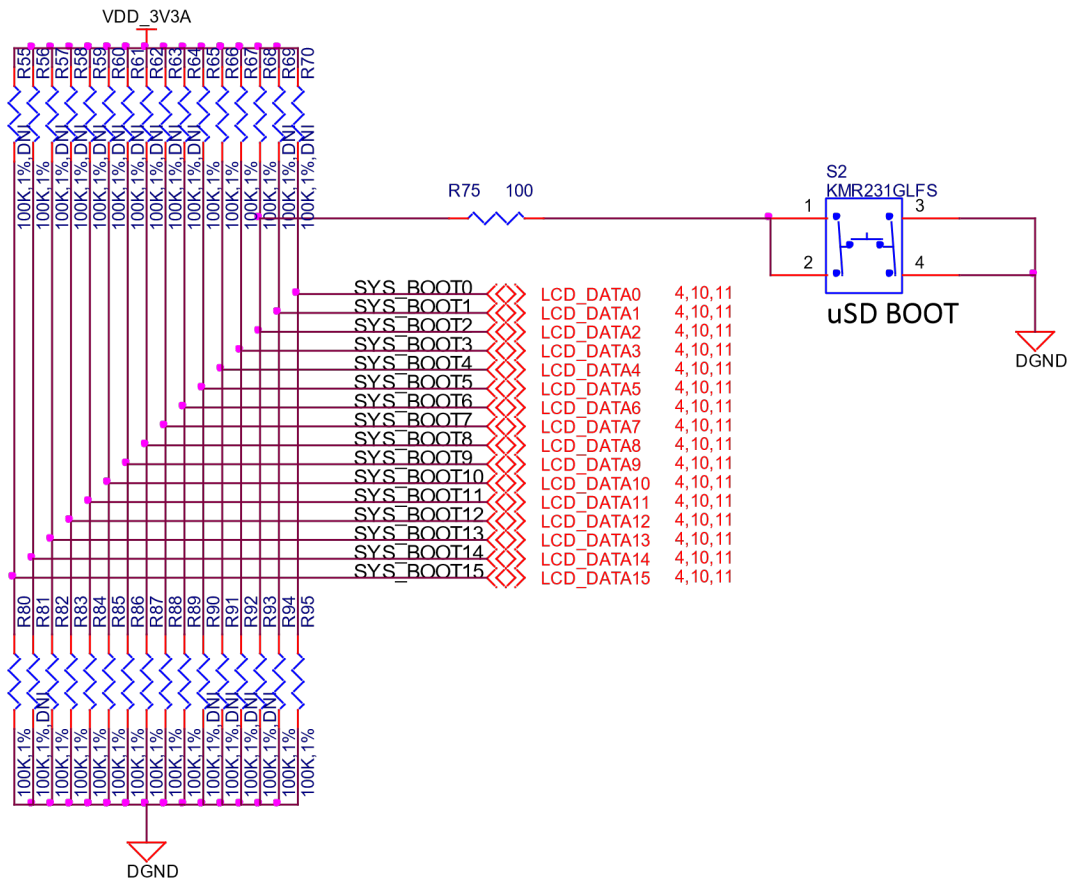 VDD_3V3A
R55
R56
R57
R58
R59
R60
R61
R62
R63
R64
R65
R66
R67
R68
R69
R70
100K,1%,DNI
100K,1%
100K,1%,DNI
100K,1%,DNI
100K,1%,DNI
100K,1%,DNI
100K,1%,DNI
100K,1%,DNI
100K,1%,DNI
100K,1%,DNI
100K,1%
100K,1%
100K,1%
100K,1%
100K,1%,DNI
100K,1%,DNI
R75 100
S2
KMR231GLFS
1 3
2 4
uSD BOOT
DGND
SYS_BOOT0 LCD_DATA0 4,10,11
SYS_BOOT1 LCD_DATA1 4,10,11
SYS_BOOT2 LCD_DATA2 4,10,11
SYS_BOOT3 LCD_DATA3 4,10,11
SYS_BOOT4 LCD_DATA4 4,10,11
SYS_BOOT5 LCD_DATA5 4,10,11
SYS_BOOT6 LCD_DATA6 4,10,11
SYS_BOOT7 LCD_DATA7 4,10,11
SYS_BOOT8 LCD_DATA8 4,10,11
SYS_BOOT9 LCD_DATA9 4,10,11
SYS_BOOT10 LCD_DATA10 4,10,11
SYS_BOOT11 LCD_DATA11 4,10,11
SYS_BOOT12 LCD_DATA12 4,10,11
SYS_BOOT13 LCD_DATA13 4,10,11
SYS_BOOT14 LCD_DATA14 4,10,11
SYS_BOOT15 LCD_DATA15 4,10,11
R80
R81
R82
R83
R84
R85
R86
R87
R88
R89
R90
R91
R92
R93
R94
R95
100K,1%
100K,1%,DNI
100K,1%
100K,1%
100K,1%
100K,1%
100K,1%
100K,1%
100K,1%
100K,1%
100K,1%,DNI
100K,1%,DNI
100K,1%,DNI
100K,1%,DNI
100K,1%
100K,1%
DGND